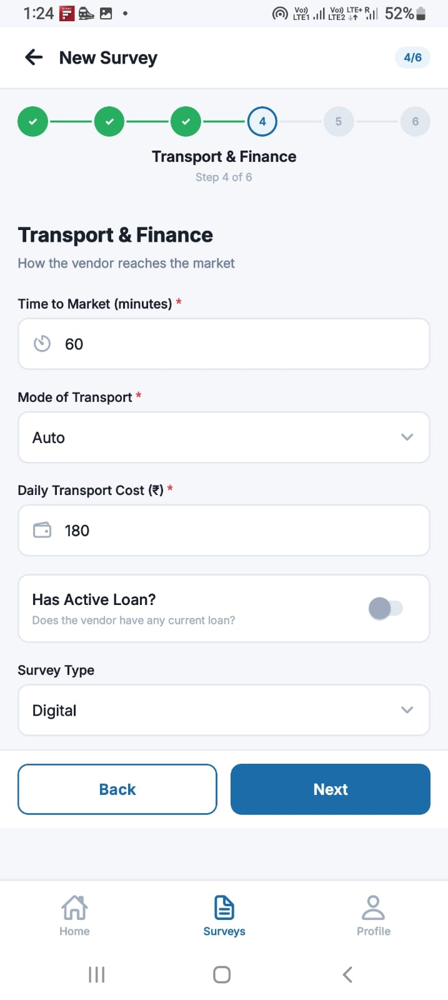 1:24
Vo)) LTE1 Vo)) LTE2 LTE+ R 52%
New Survey
4/6
4 5 6
Transport & Finance
Step 4 of 6
Transport & Finance
How the vendor reaches the market
Time to Market (minutes) *
60
Mode of Transport *
Auto
Daily Transport Cost (₹) *
180
Has Active Loan?
Does the vendor have any current loan?
Survey Type
Digital
Back Next
Home Surveys Profile